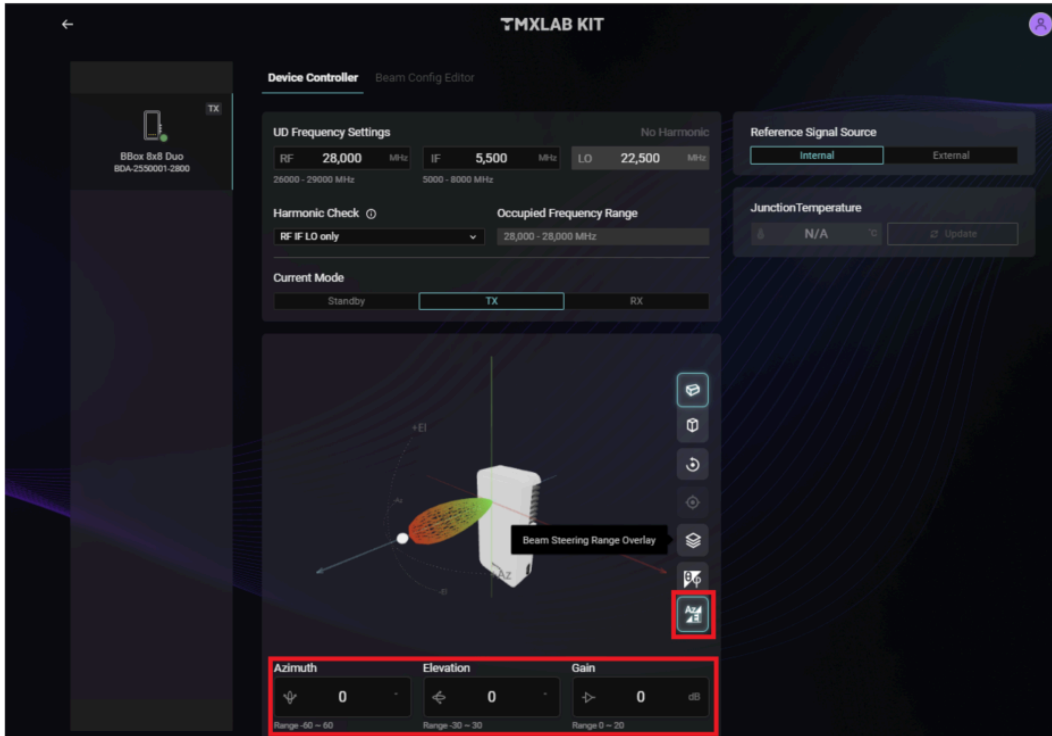 TMXLAB KIT
Device Controller
Beam Config Editor
TX
BBox 8x8 Duo
BDA-2550001-2800
UD Frequency Settings
No Harmonic
RF 28,000 MHz
IF 5,500 MHz
LO 22,500 MHz
26000 - 29000 MHz
5000 - 8000 MHz
Harmonic Check
Occupied Frequency Range
RF IF LO only
28,000 - 28,000 MHz
Current Mode
Standby
TX
RX
Reference Signal Source
Internal
External
JunctionTemperature
N/A °C
Update
+El
AZ
-El
Beam Steering Range Overlay
θ φ
Az El
Azimuth
Elevation
Gain
0 °
0 °
0 dB
Range -60 ~ 60
Range -30 ~ 30
Range 0 ~ 20